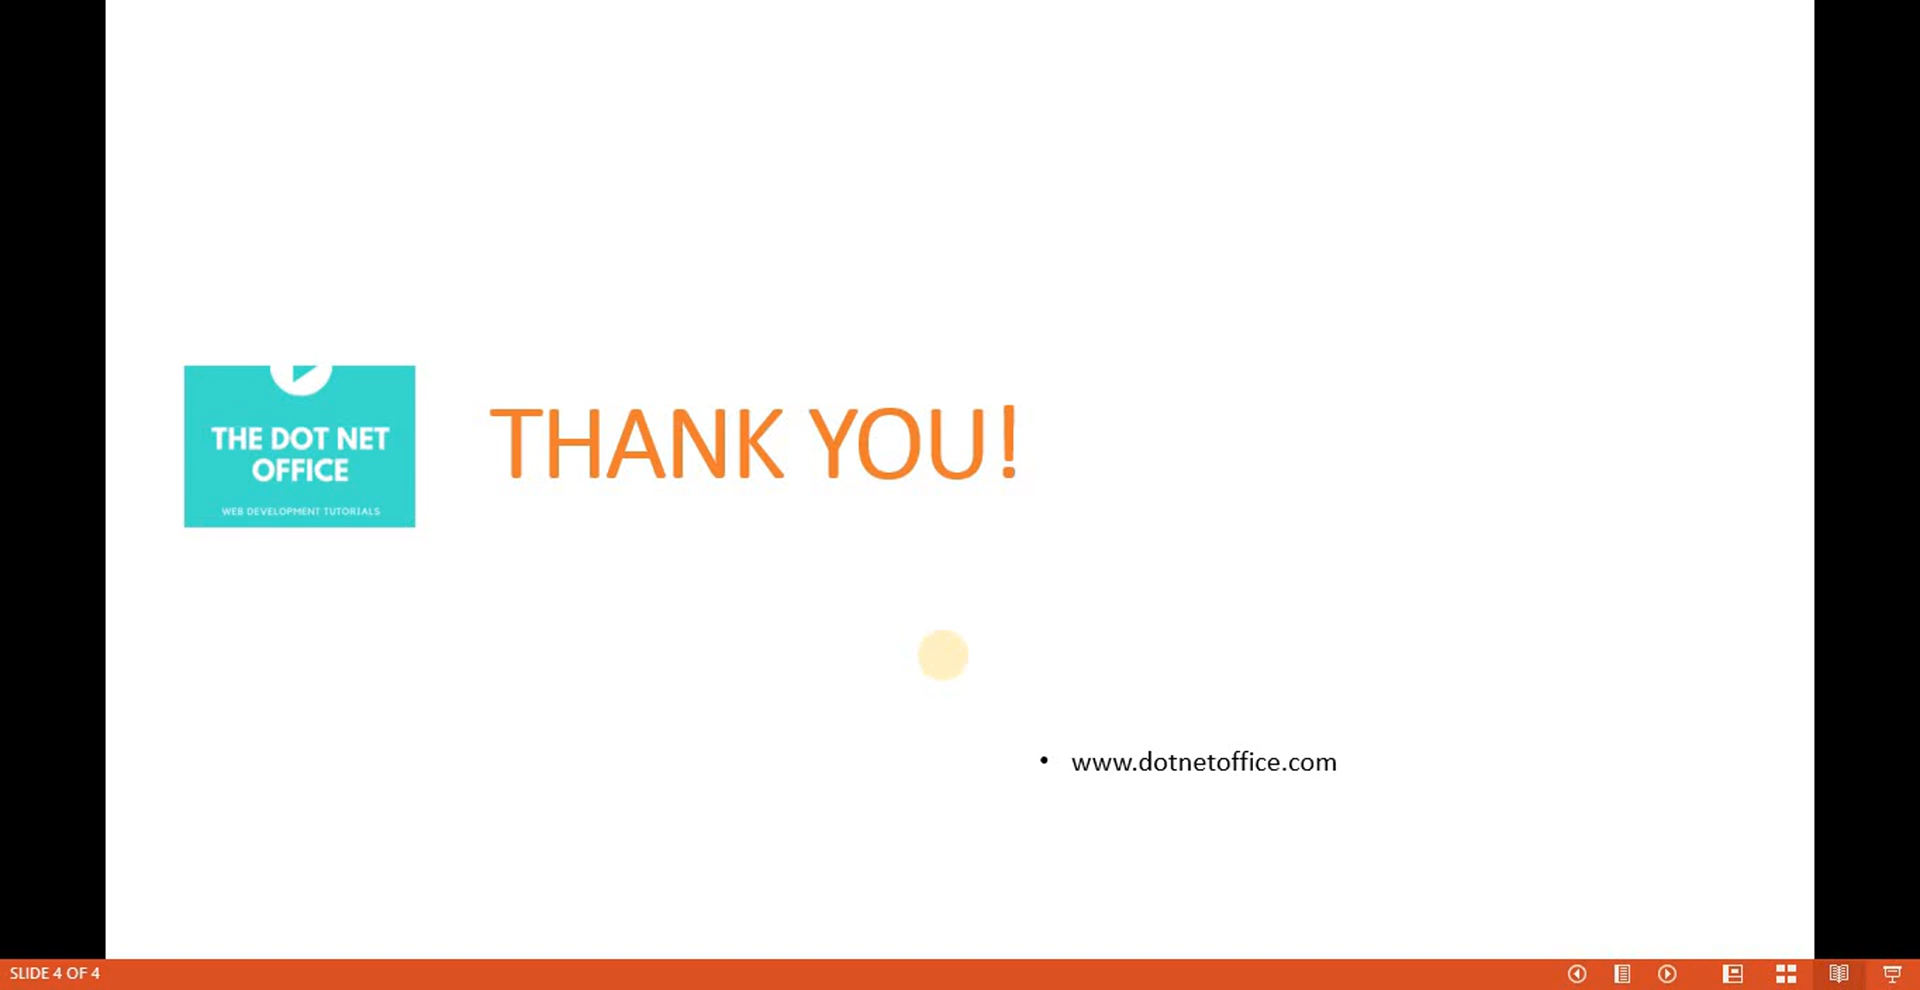 THE DOT NET
OFFICE
WEB DEVELOPMENT TUTORIALS
THANK YOU!
• www.dotnetoffice.com
SLIDE 4 OF 4